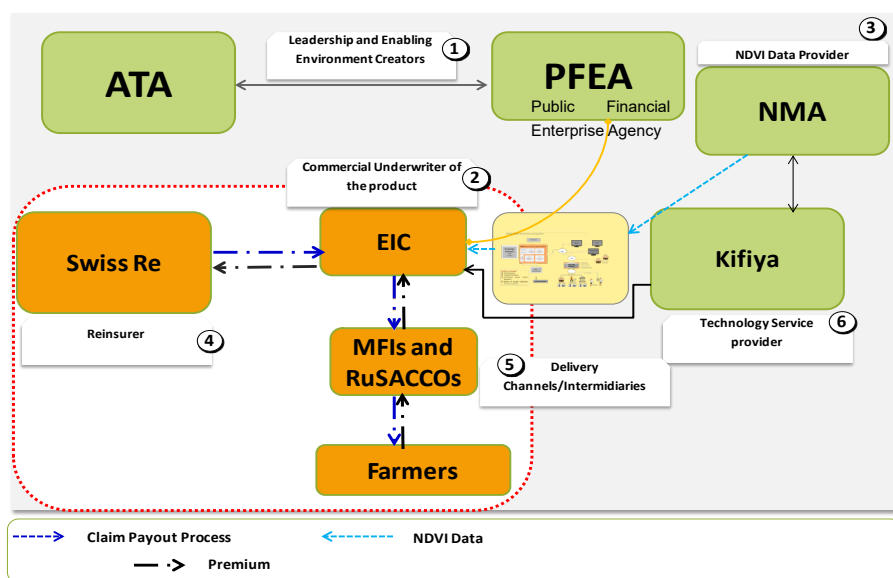 Leadership and Enabling
Environment Creators
1
3
ATA
PFEA
Public Financial
Enterprise Agency
NDVI Data Provider
NMA
Commercial Underwriter of
the product
2
Swiss Re
EIC
Kifiya
Reinsurer
4
MFIs and
RuSACCOs
5
Delivery
Channels/Intermidiaries
Technology Service
provider
6
Farmers
Claim Payout Process
NDVI Data
Premium